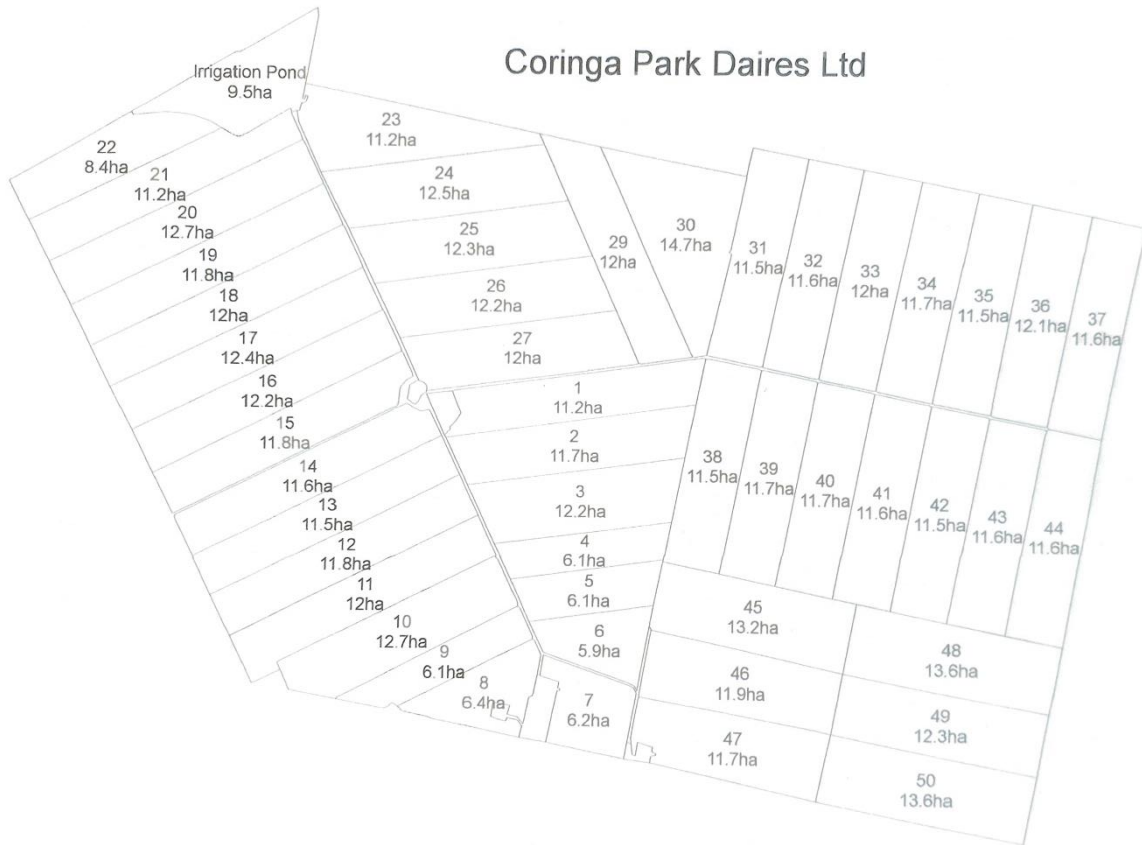 Coringa Park Daires Ltd
Irrigation Pond
9.5ha
22
8.4ha
21
11.2ha
20
12.7ha
19
11.8ha
18
12ha
17
12.4ha
16
12.2ha
15
11.8ha
14
11.6ha
13
11.5ha
12
11.8ha
11
12ha
10
12.7ha
9
6.1ha
8
6.4ha
23
11.2ha
24
12.5ha
25
12.3ha
26
12.2ha
27
12ha
29
12ha
30
14.7ha
1
11.2ha
2
11.7ha
3
12.2ha
4
6.1ha
5
6.1ha
6
5.9ha
7
6.2ha
31
11.5ha
32
11.6ha
33
12ha
34
11.7ha
35
11.5ha
36
12.1ha
37
11.6ha
38
11.5ha
39
11.7ha
40
11.7ha
41
11.6ha
42
11.5ha
43
11.6ha
44
11.6ha
45
13.2ha
46
11.9ha
47
11.7ha
48
13.6ha
49
12.3ha
50
13.6ha